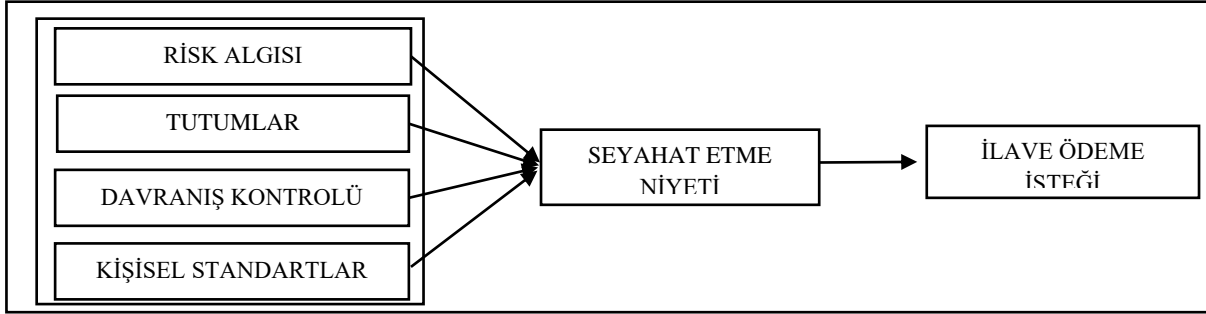 RİSK ALGISI
TUTUMLAR
DAVRANIŞ KONTROLÜ
KİŞİSEL STANDARTLAR
SEYAHAT ETME
NİYETİ
İLAVE ÖDEME
İSTEĞİ